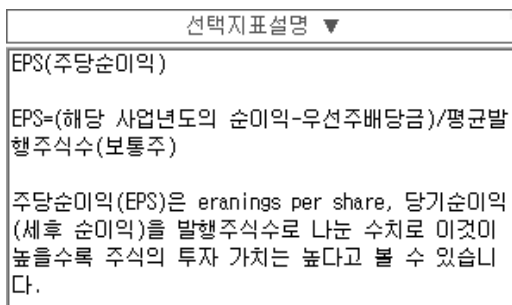 선택지표설명 ▼
EPS(주당순이익)
EPS=(해당 사업년도의 순이익-우선주배당금)/평균발
행주식수(보통주)
주당순이익(EPS)은 eranings per share, 당기순이익
(세후 순이익)을 발행주식수로 나눈 수치로 이것이
높을수록 주식의 투자 가치는 높다고 볼 수 있습니
다.